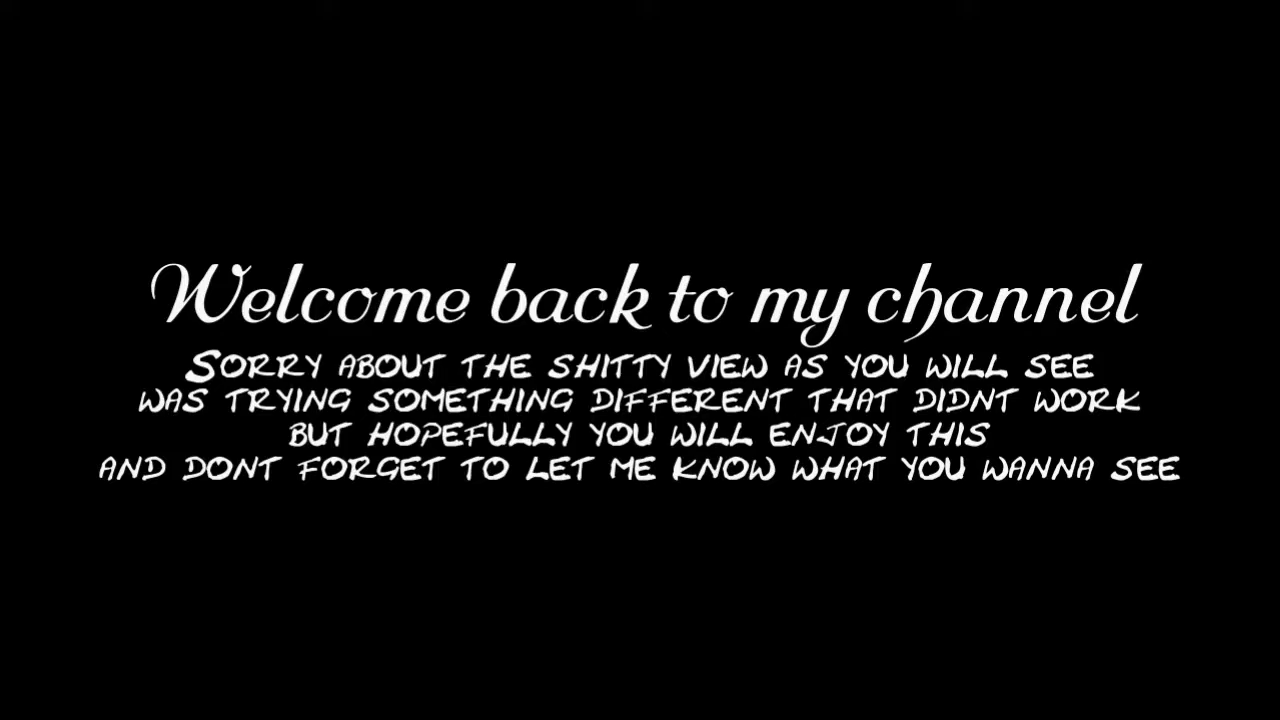 Welcome back to my channel
SORRY ABOUT THE SHITTY VIEW AS YOU WILL SEE
WAS TRYING SOMETHING DIFFERENT THAT DIDNT WORK
BUT HOPEFULLY YOU WILL ENJOY THIS
AND DONT FORGET TO LET ME KNOW WHAT YOU WANNA SEE